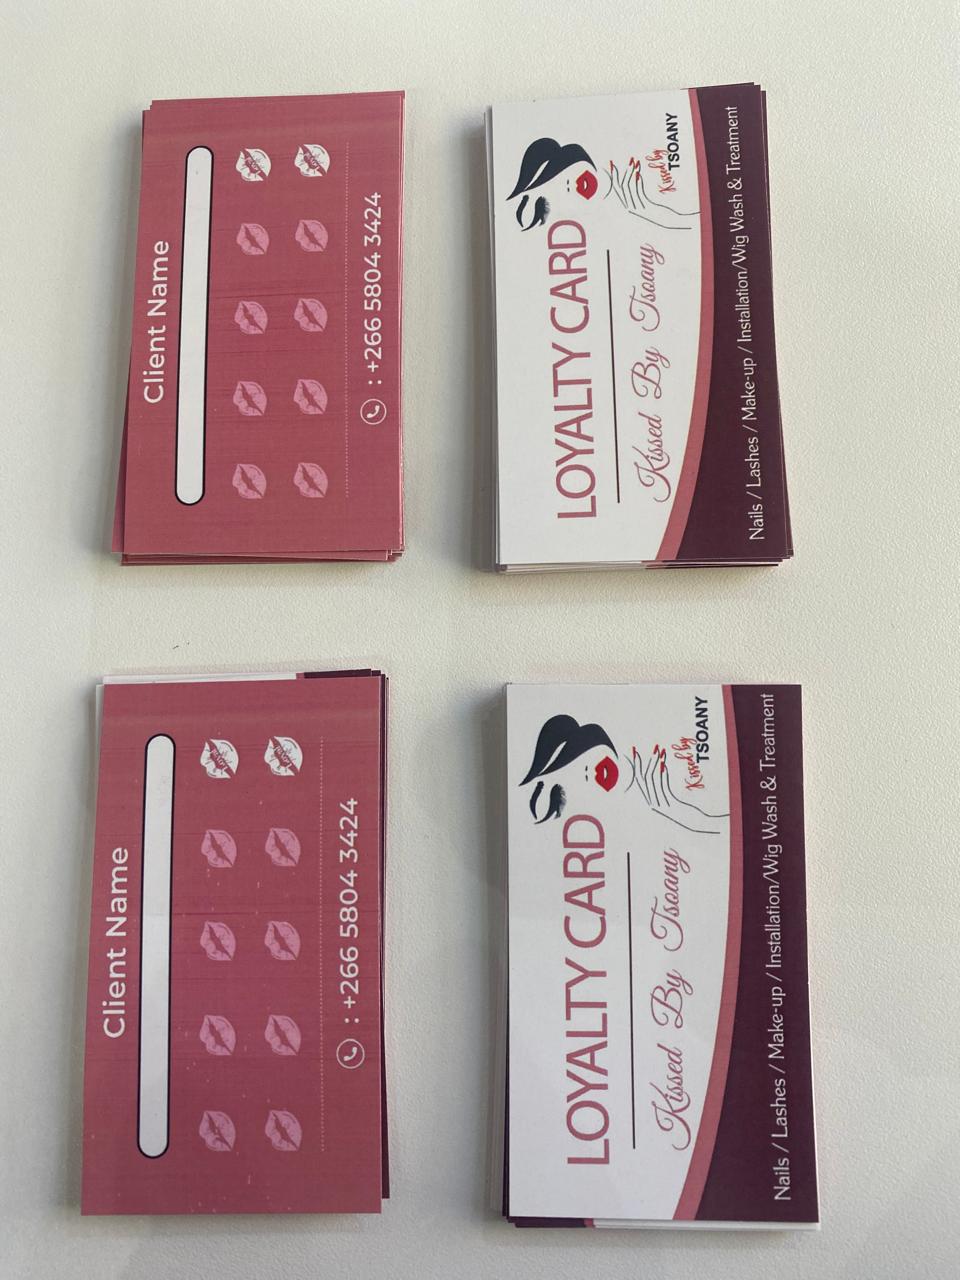 Client Name
: +266 5804 3424
LOYALTY CARD
Kissed By Tsoany
Kissed by
TSOANY
Nails / Lashes / Make-up / Installation/Wig Wash & Treatment
Client Name
: +266 5804 3424
LOYALTY CARD
Kissed By Tsoany
Kissed by
TSOANY
Nails / Lashes / Make-up / Installation/Wig Wash & Treatment